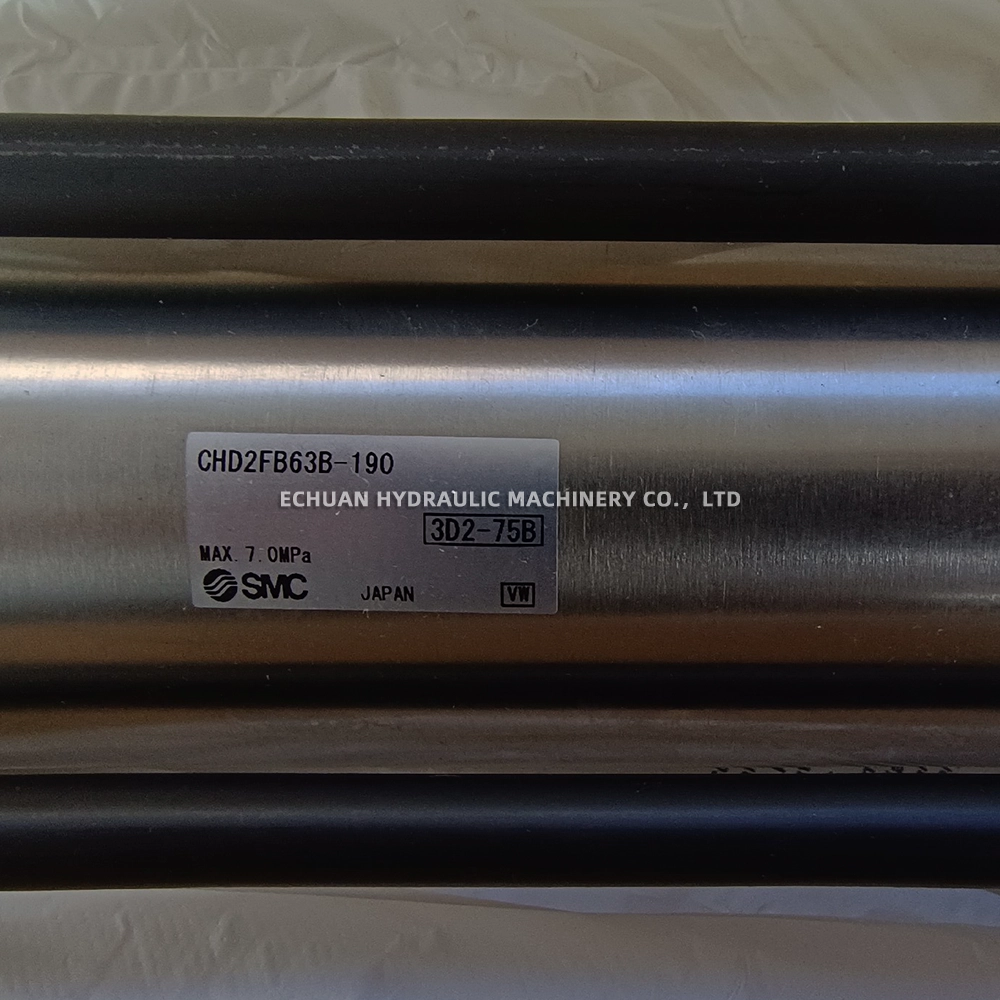 CHD2FB63B-190
ECHUAN HYDRAULIC MACHINERY CO., LTD
3D2-75B
MAX. 7.0MPa
SMC JAPAN VW